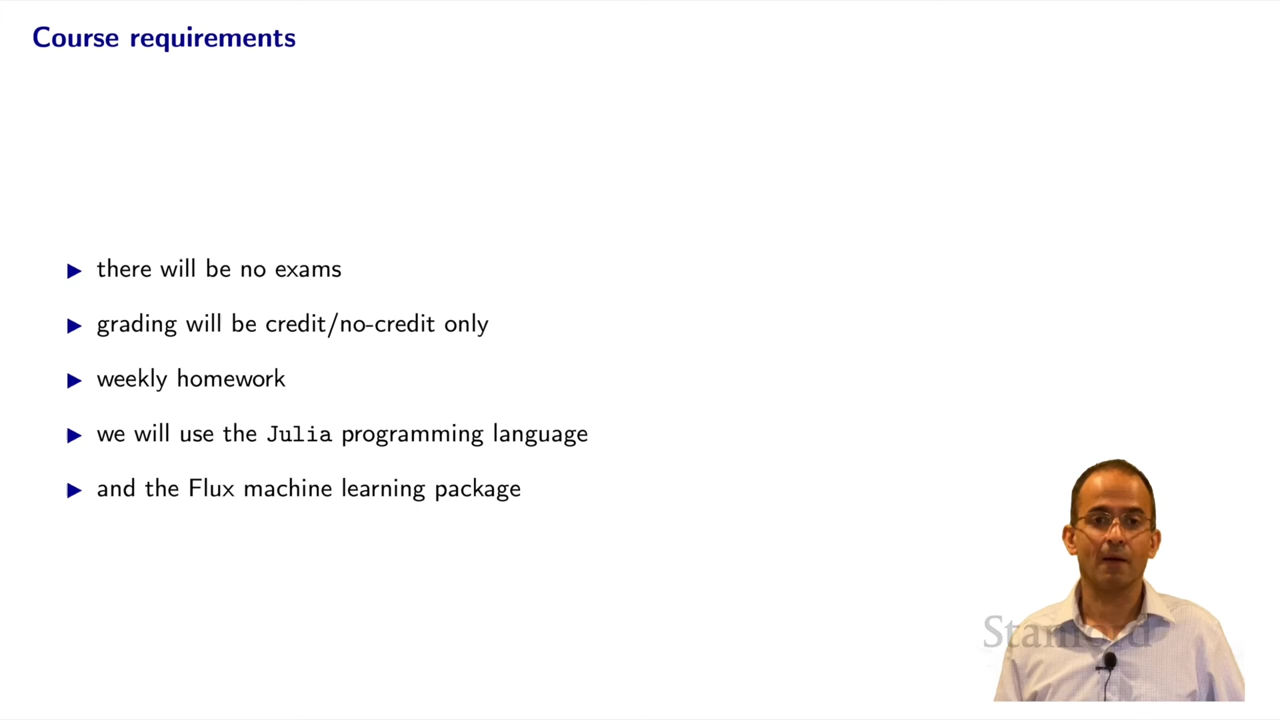 Course requirements
there will be no exams
grading will be credit/no-credit only
weekly homework
we will use the Julia programming language
and the Flux machine learning package
Stanford